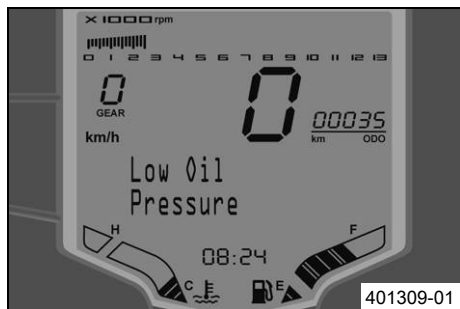 X 1000 rpm
0 1 2 3 4 5 6 7 8 9 10 11 12 13
0
GEAR
0
00035
km ODO
km/h
Low Oil
Pressure
H
F
08:24
C
E
401309-01